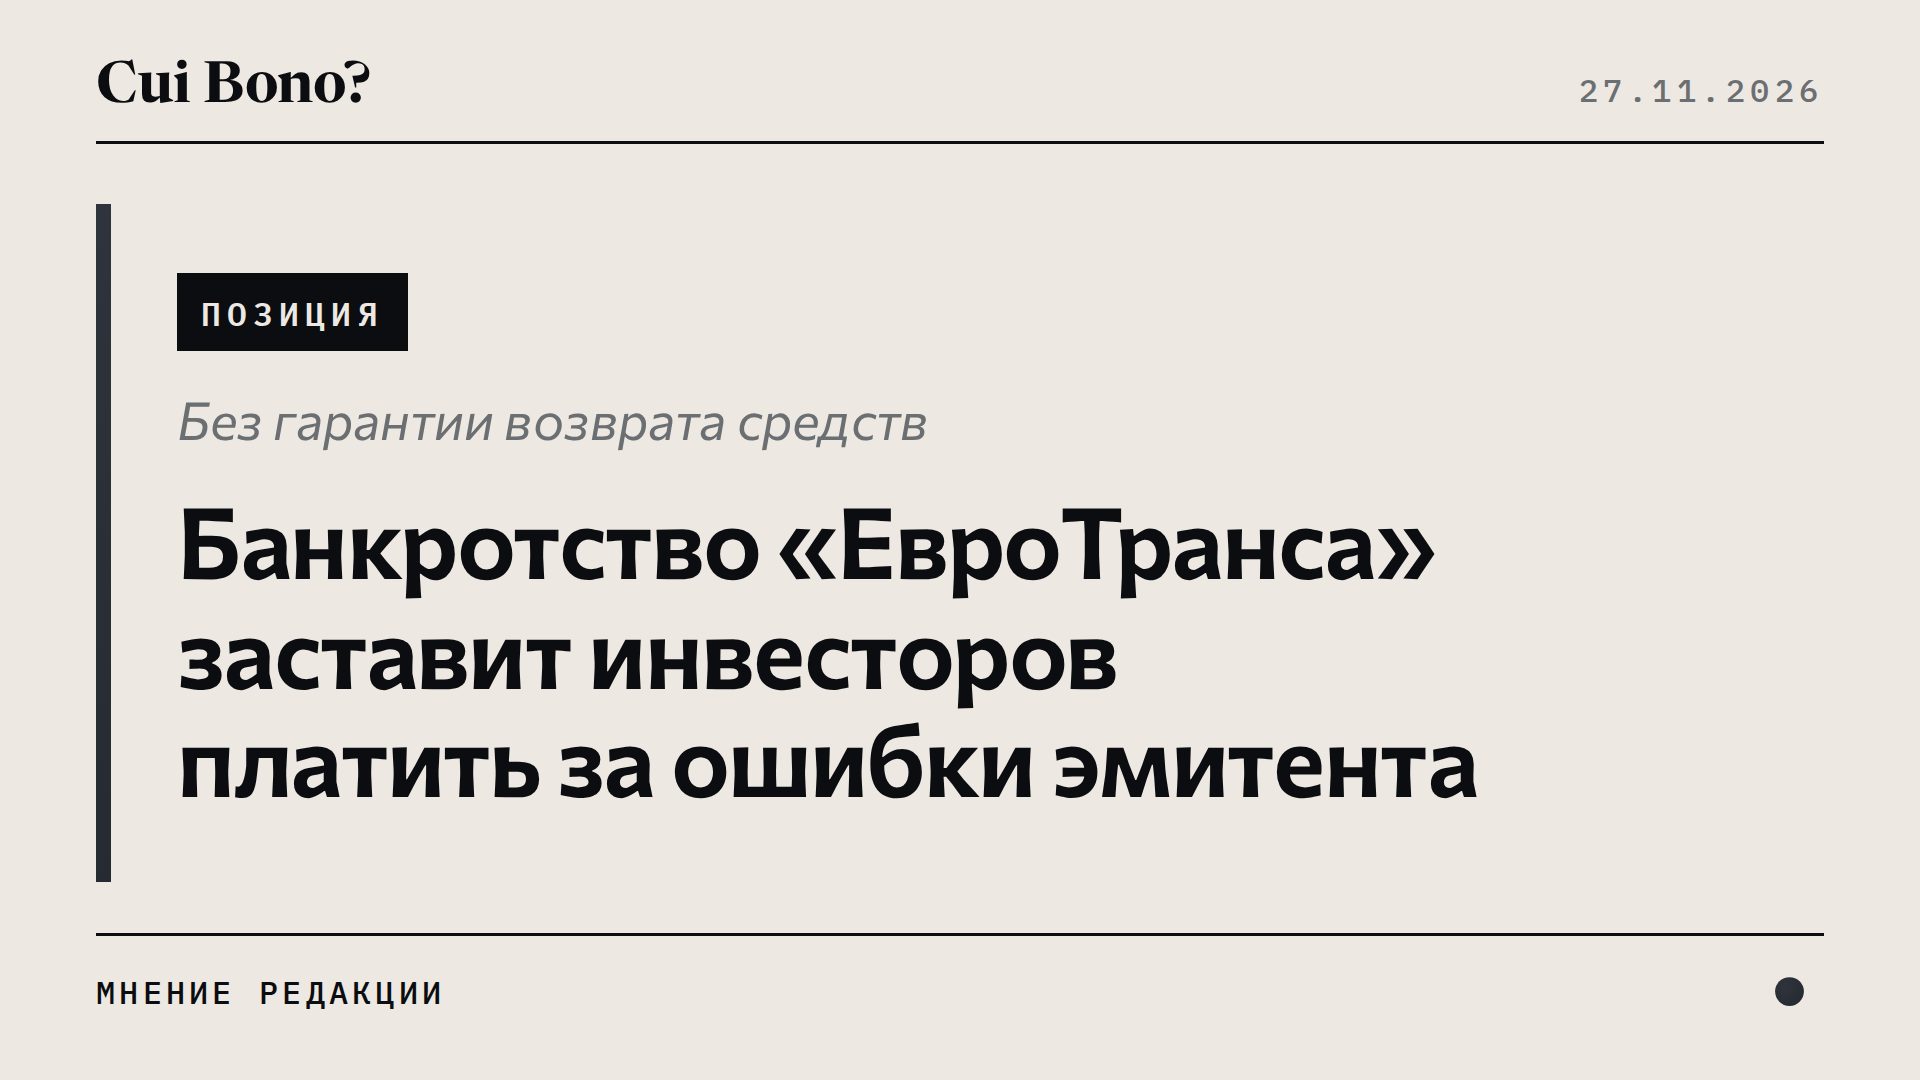 Cui Bono?
27.11.2026
ПОЗИЦИЯ
Без гарантии возврата средств
Банкротство «ЕвроТранса»
заставит инвесторов
платить за ошибки эмитента
МНЕНИЕ РЕДАКЦИИ